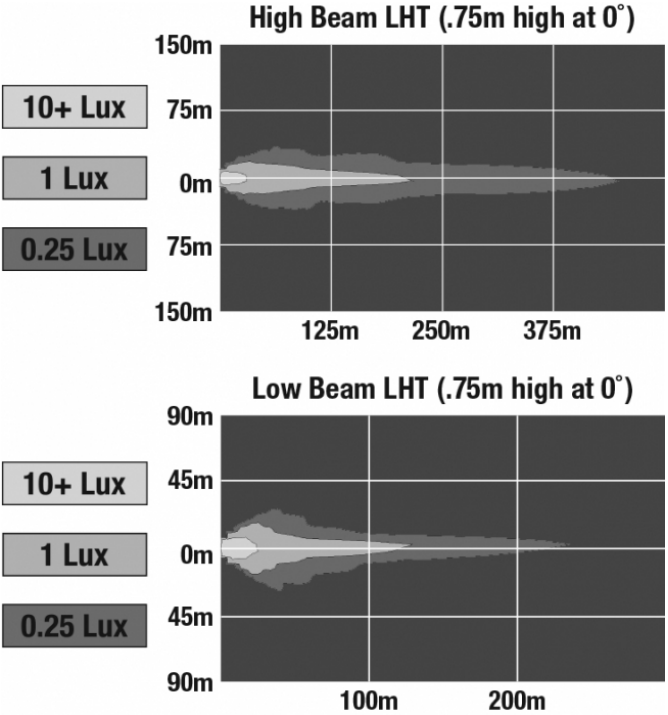 High Beam LHT (.75m high at 0˚)
150m
10+ Lux
75m
1 Lux
0m
0.25 Lux
75m
150m
125m 250m 375m
Low Beam LHT (.75m high at 0˚)
90m
10+ Lux
45m
1 Lux
0m
0.25 Lux
45m
90m
100m 200m